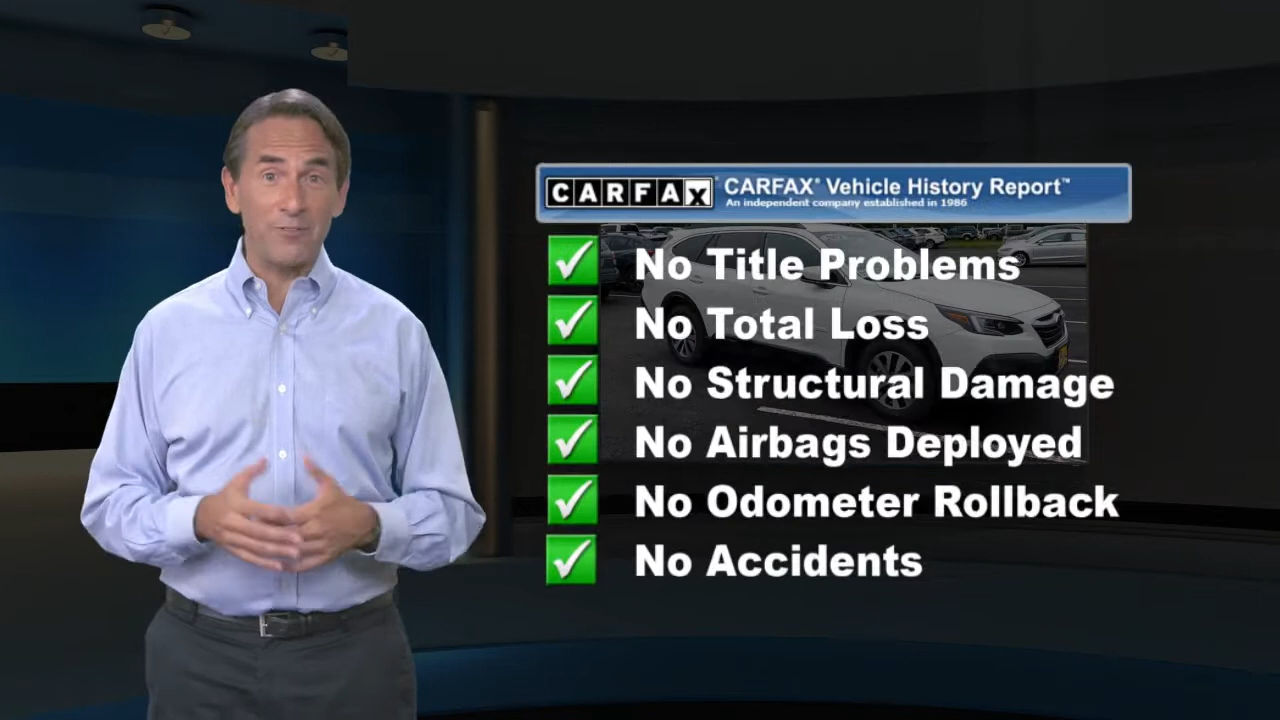 CARFAX
CARFAX® Vehicle History Report™
An independent company established in 1986
No Title Problems
No Total Loss
No Structural Damage
No Airbags Deployed
No Odometer Rollback
No Accidents